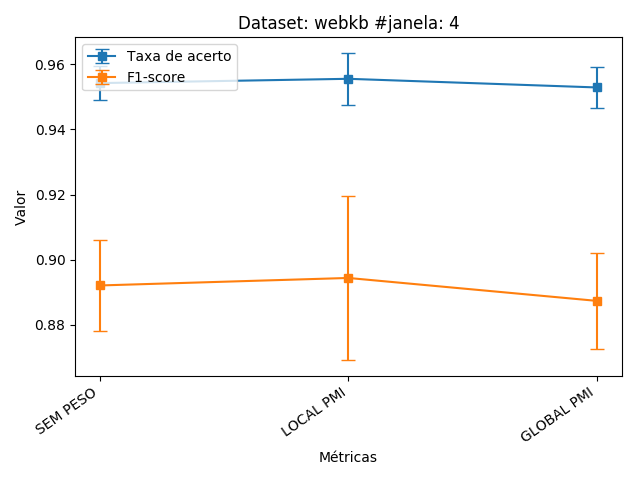 Dataset: webkb #janela: 4
Taxa de acerto
F1-score
Valor
0.96
0.94
0.92
0.90
0.88
SEM PESO
LOCAL PMI
GLOBAL PMI
Métricas